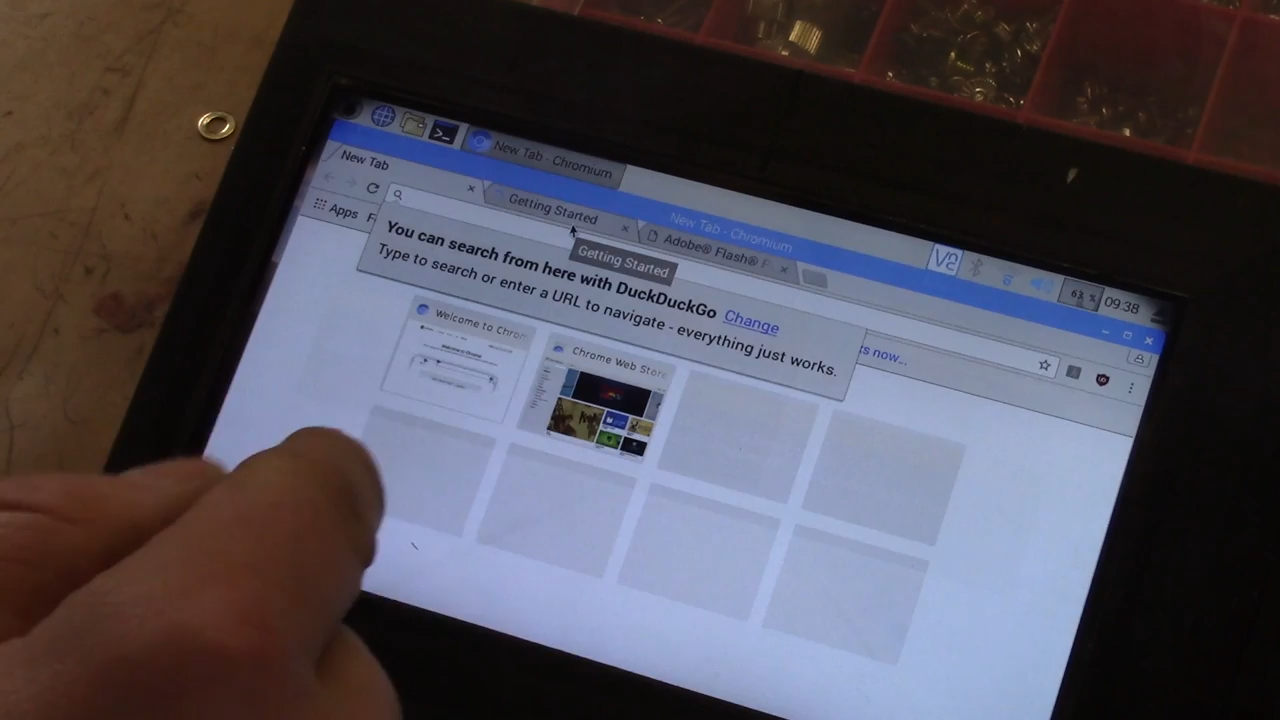 New Tab - Chromium
New Tab
Getting Started
New Tab - Chromium
Adobe® Flash®
VNC
09:38
Apps
Getting Started
You can search from here with DuckDuckGo Change
Type to search or enter a URL to navigate - everything just works.
now...
Welcome to Chrom
Chrome Web Store